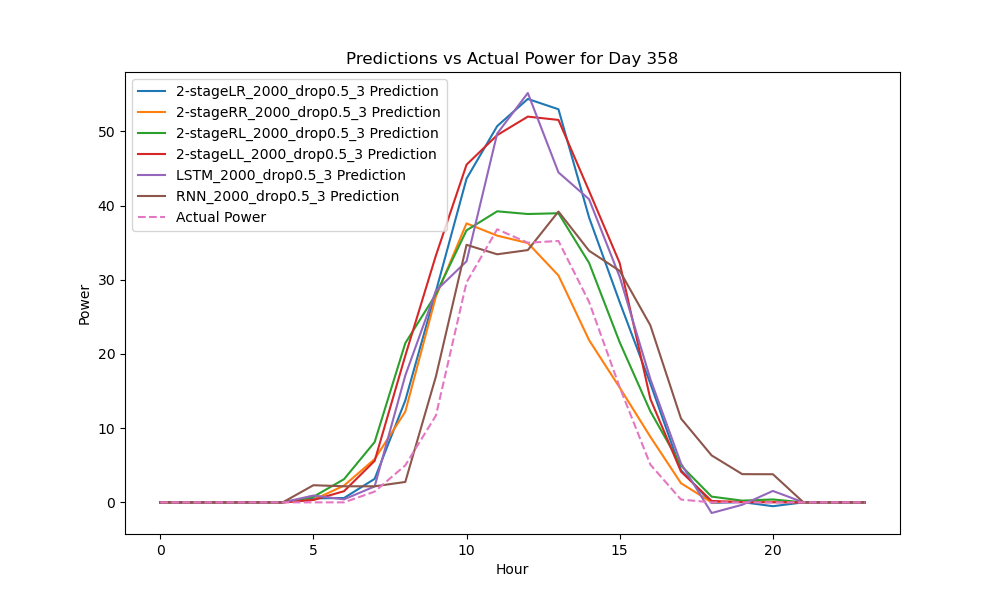 Predictions vs Actual Power for Day 358
2-stageLR_2000_drop0.5_3 Prediction
2-stageRR_2000_drop0.5_3 Prediction
2-stageRL_2000_drop0.5_3 Prediction
2-stageLL_2000_drop0.5_3 Prediction
LSTM_2000_drop0.5_3 Prediction
RNN_2000_drop0.5_3 Prediction
Actual Power
Power
50
40
30
20
10
0
0 5 10 15 20
Hour